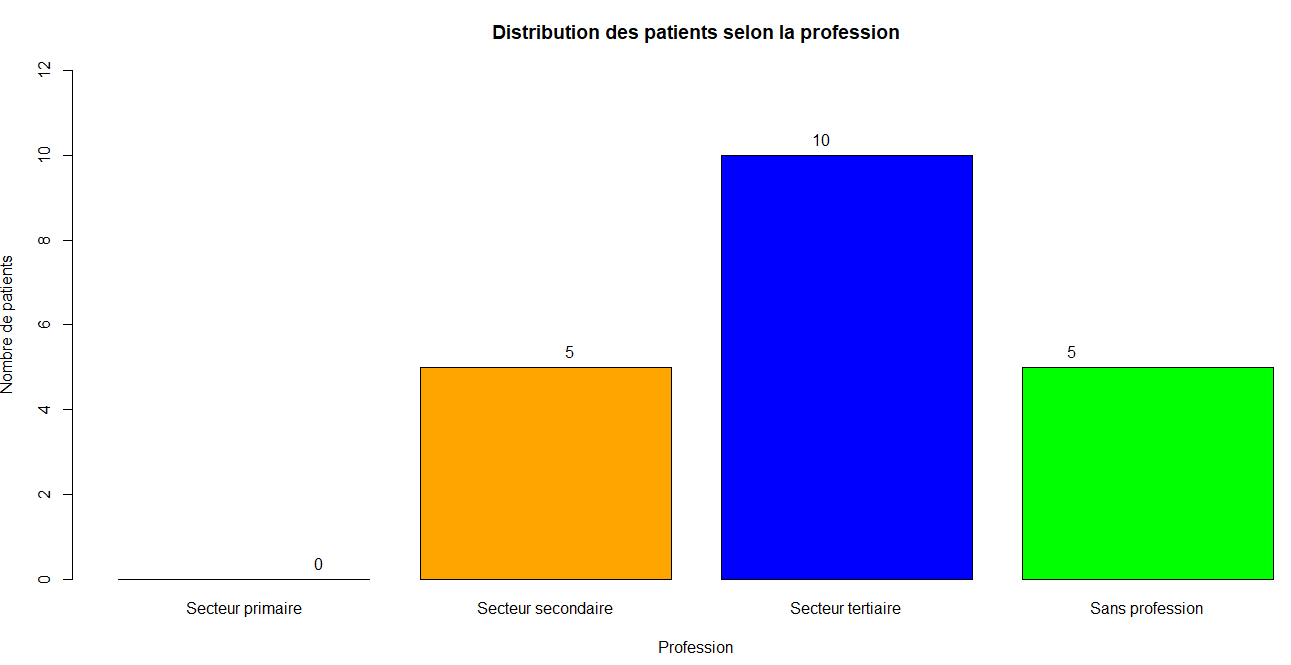 Distribution des patients selon la profession
12
10
8
6
4
2
0
Nombre de patients
0
5
10
5
Secteur primaire
Secteur secondaire
Secteur tertiaire
Sans profession
Profession